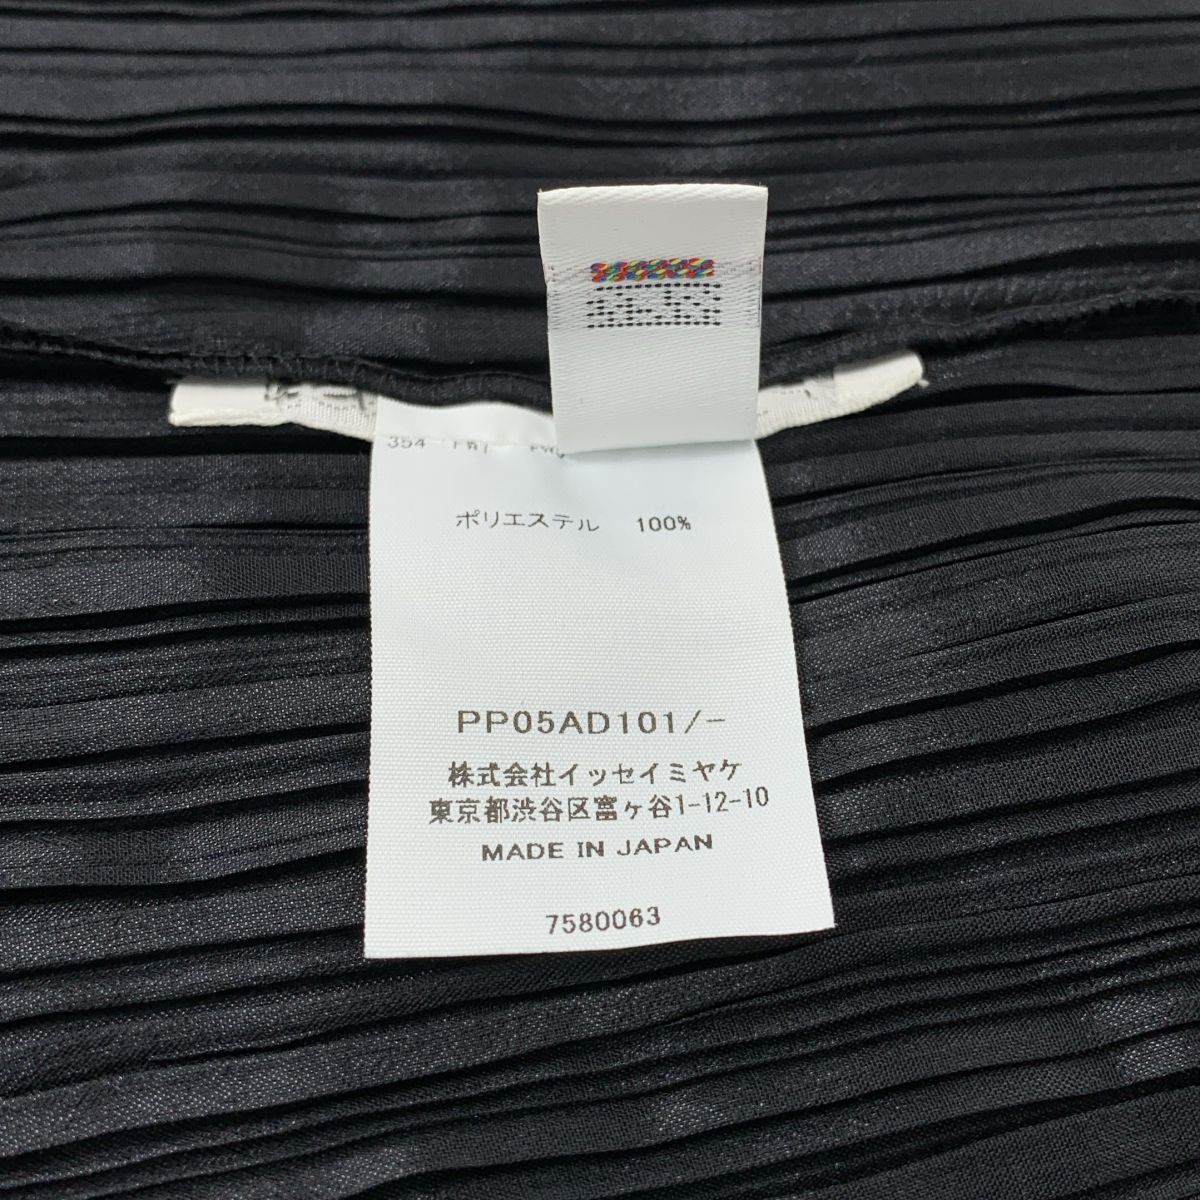 354
ポリエステル 100%
PP05AD101/-
株式会社イッセイミヤケ
東京都渋谷区富ヶ谷1-12-10
MADE IN JAPAN
7580063